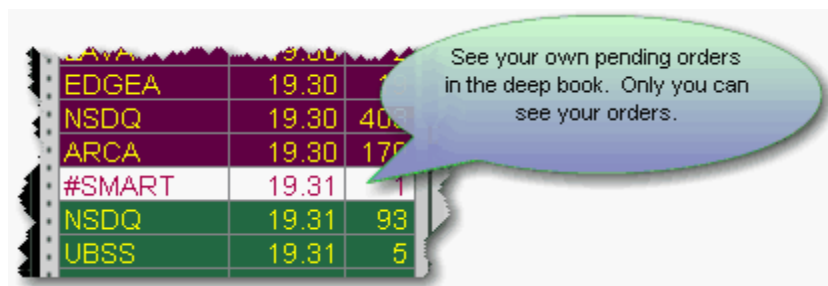 See your own pending orders
in the deep book. Only you can
see your orders.
EDGEA 19.30
NSDQ 19.30
ARCA 19.30
#SMART 19.31 1
NSDQ 19.31 93
UBSS 19.31 5